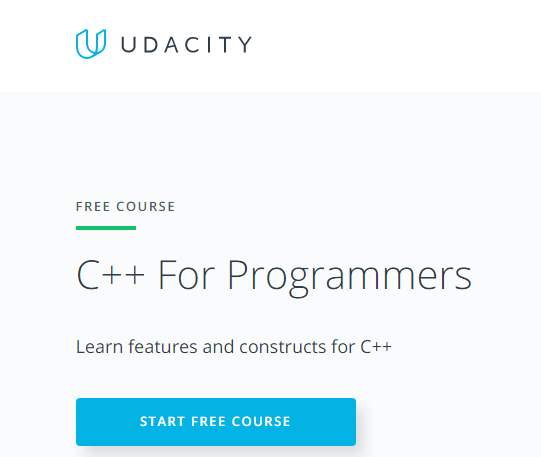 UDACITY
FREE COURSE
C++ For Programmers
Learn features and constructs for C++
START FREE COURSE